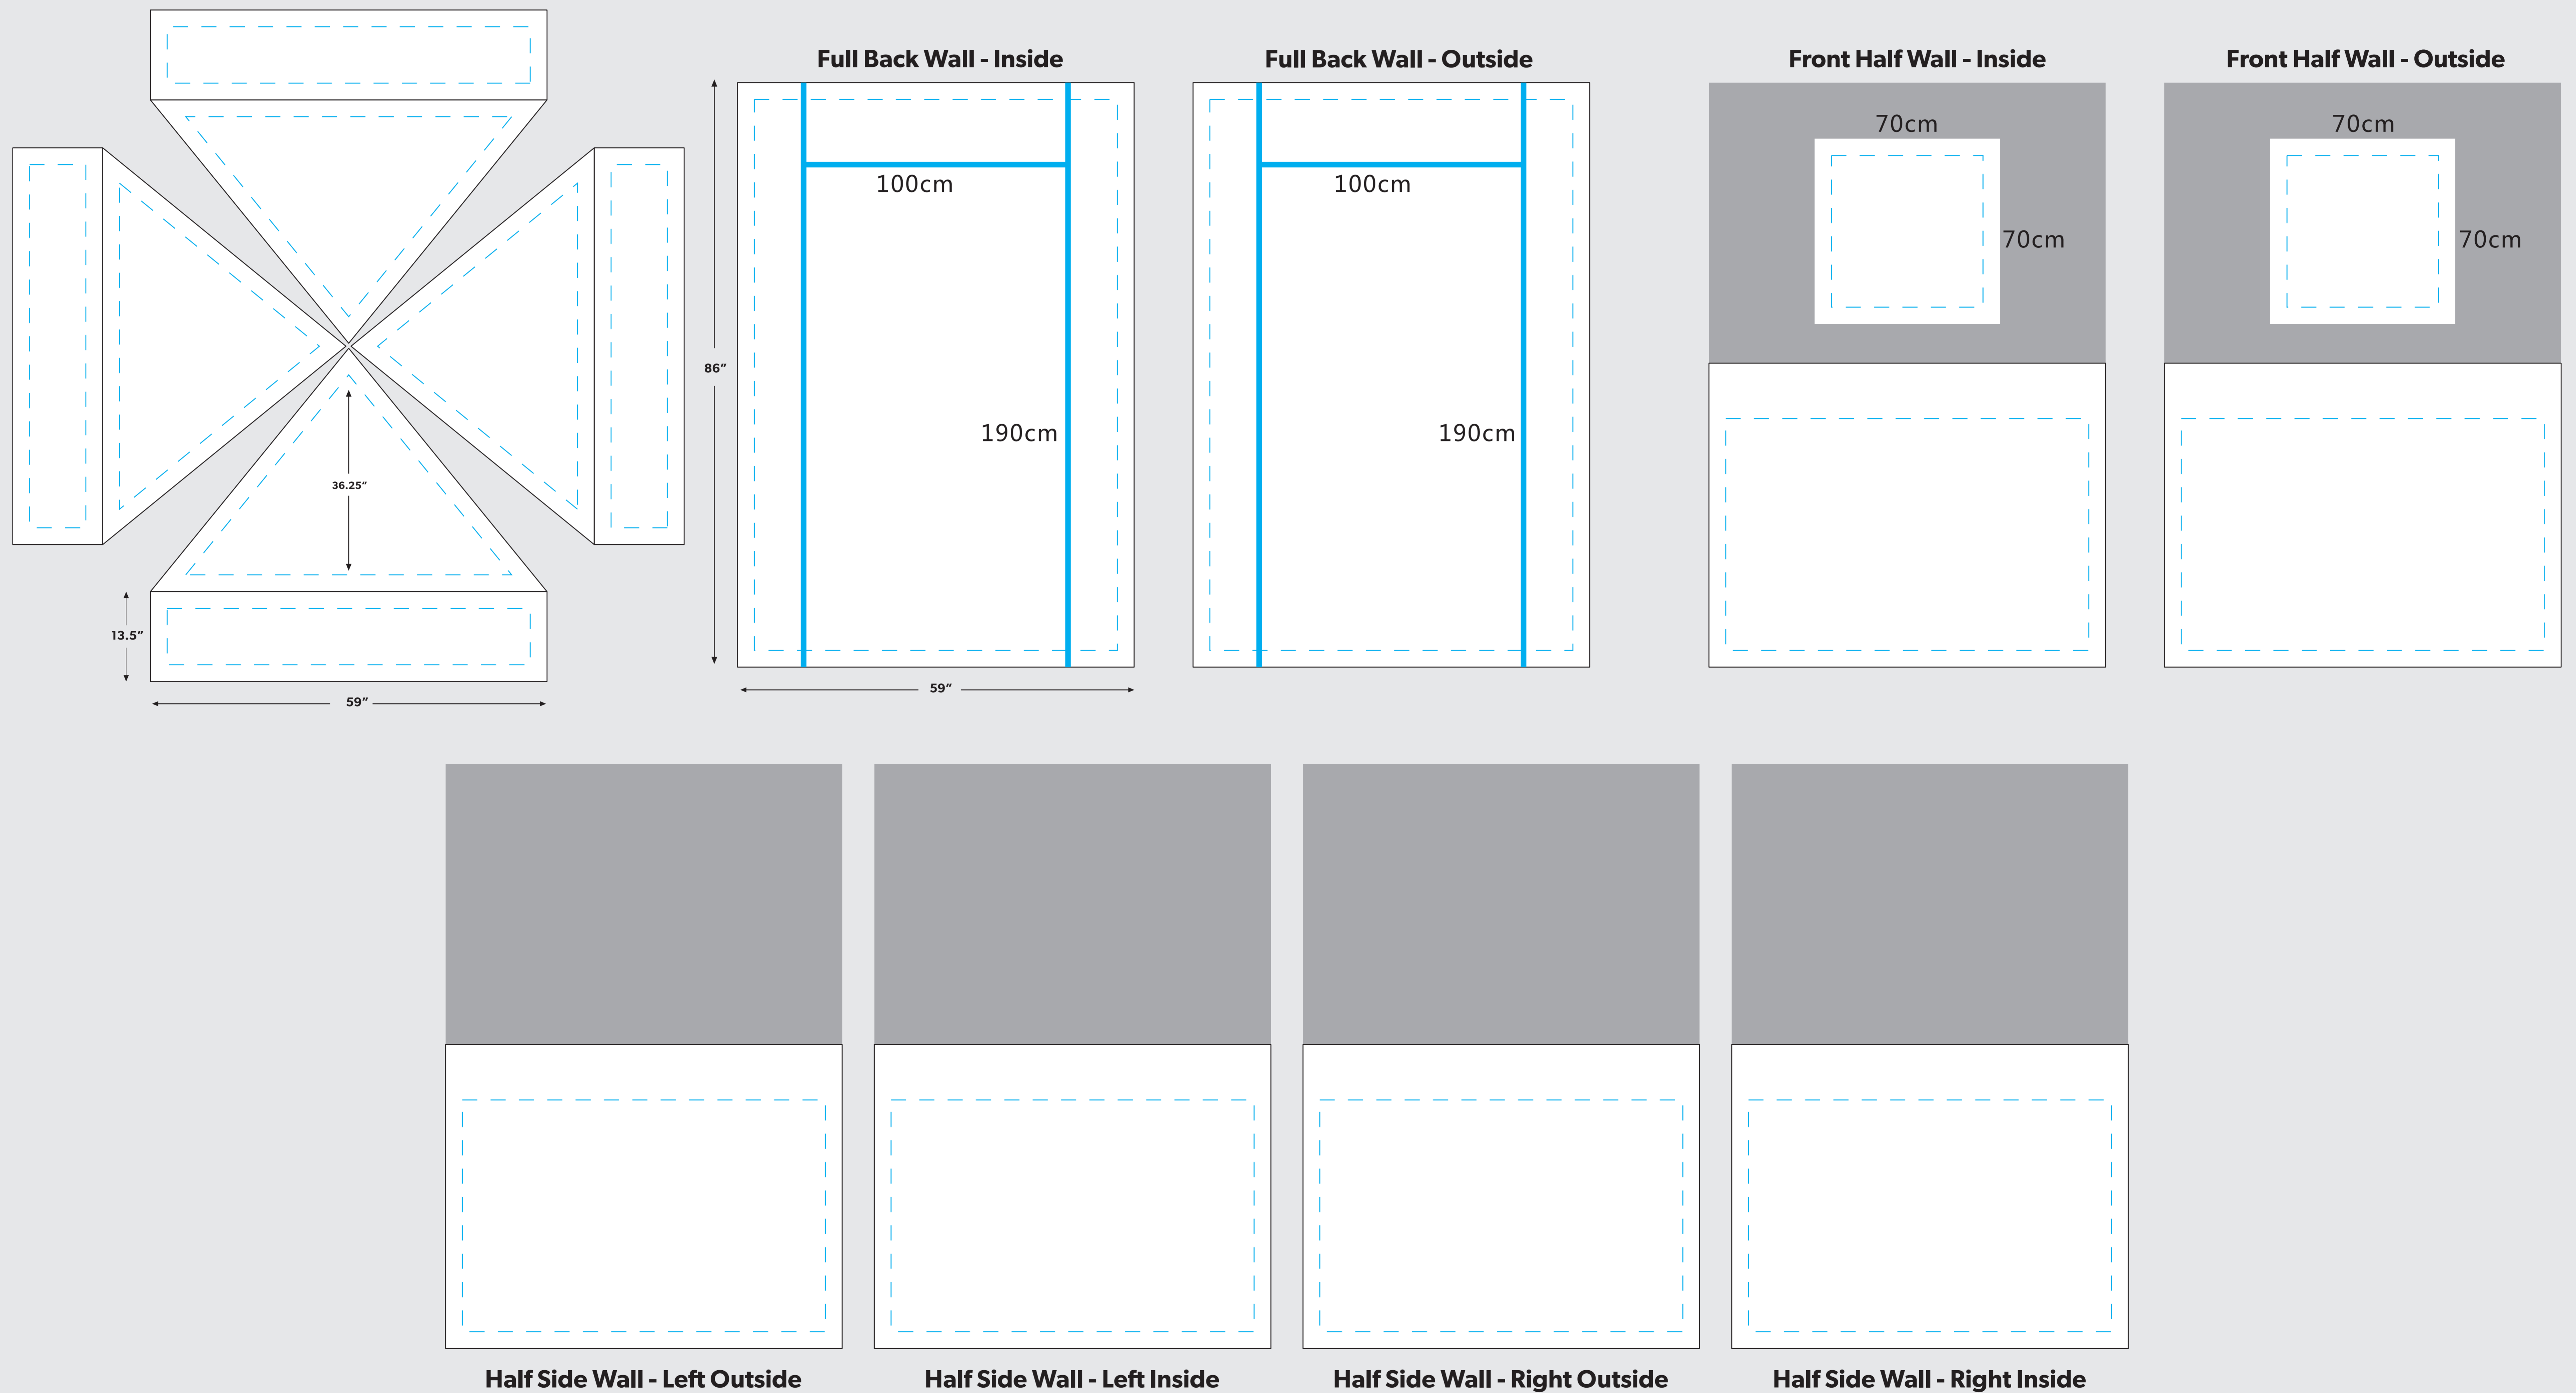 Full Back Wall - Inside
Full Back Wall - Outside
Front Half Wall - Inside
Front Half Wall - Outside
70cm
70cm
100cm
100cm
70cm
70cm
86”
190cm
190cm
36.25”
13.5”
59”
59”
Half Side Wall - Left Outside
Half Side Wall - Left Inside
Half Side Wall - Right Outside
Half Side Wall - Right Inside